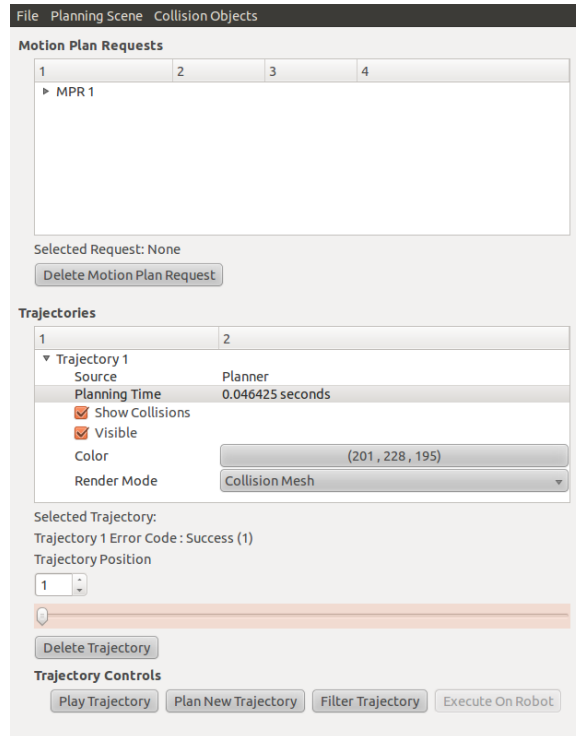 File Planning Scene Collision Objects
Motion Plan Requests
1 2 3 4
MPR 1
Selected Request: None
Delete Motion Plan Request
Trajectories
1 2
Trajectory 1
Source Planner
Planning Time 0.046425 seconds
Show Collisions
Visible
Color (201 , 228 , 195)
Render Mode Collision Mesh
Selected Trajectory:
Trajectory 1 Error Code : Success (1)
Trajectory Position
1
Delete Trajectory
Trajectory Controls
Play Trajectory Plan New Trajectory Filter Trajectory Execute On Robot